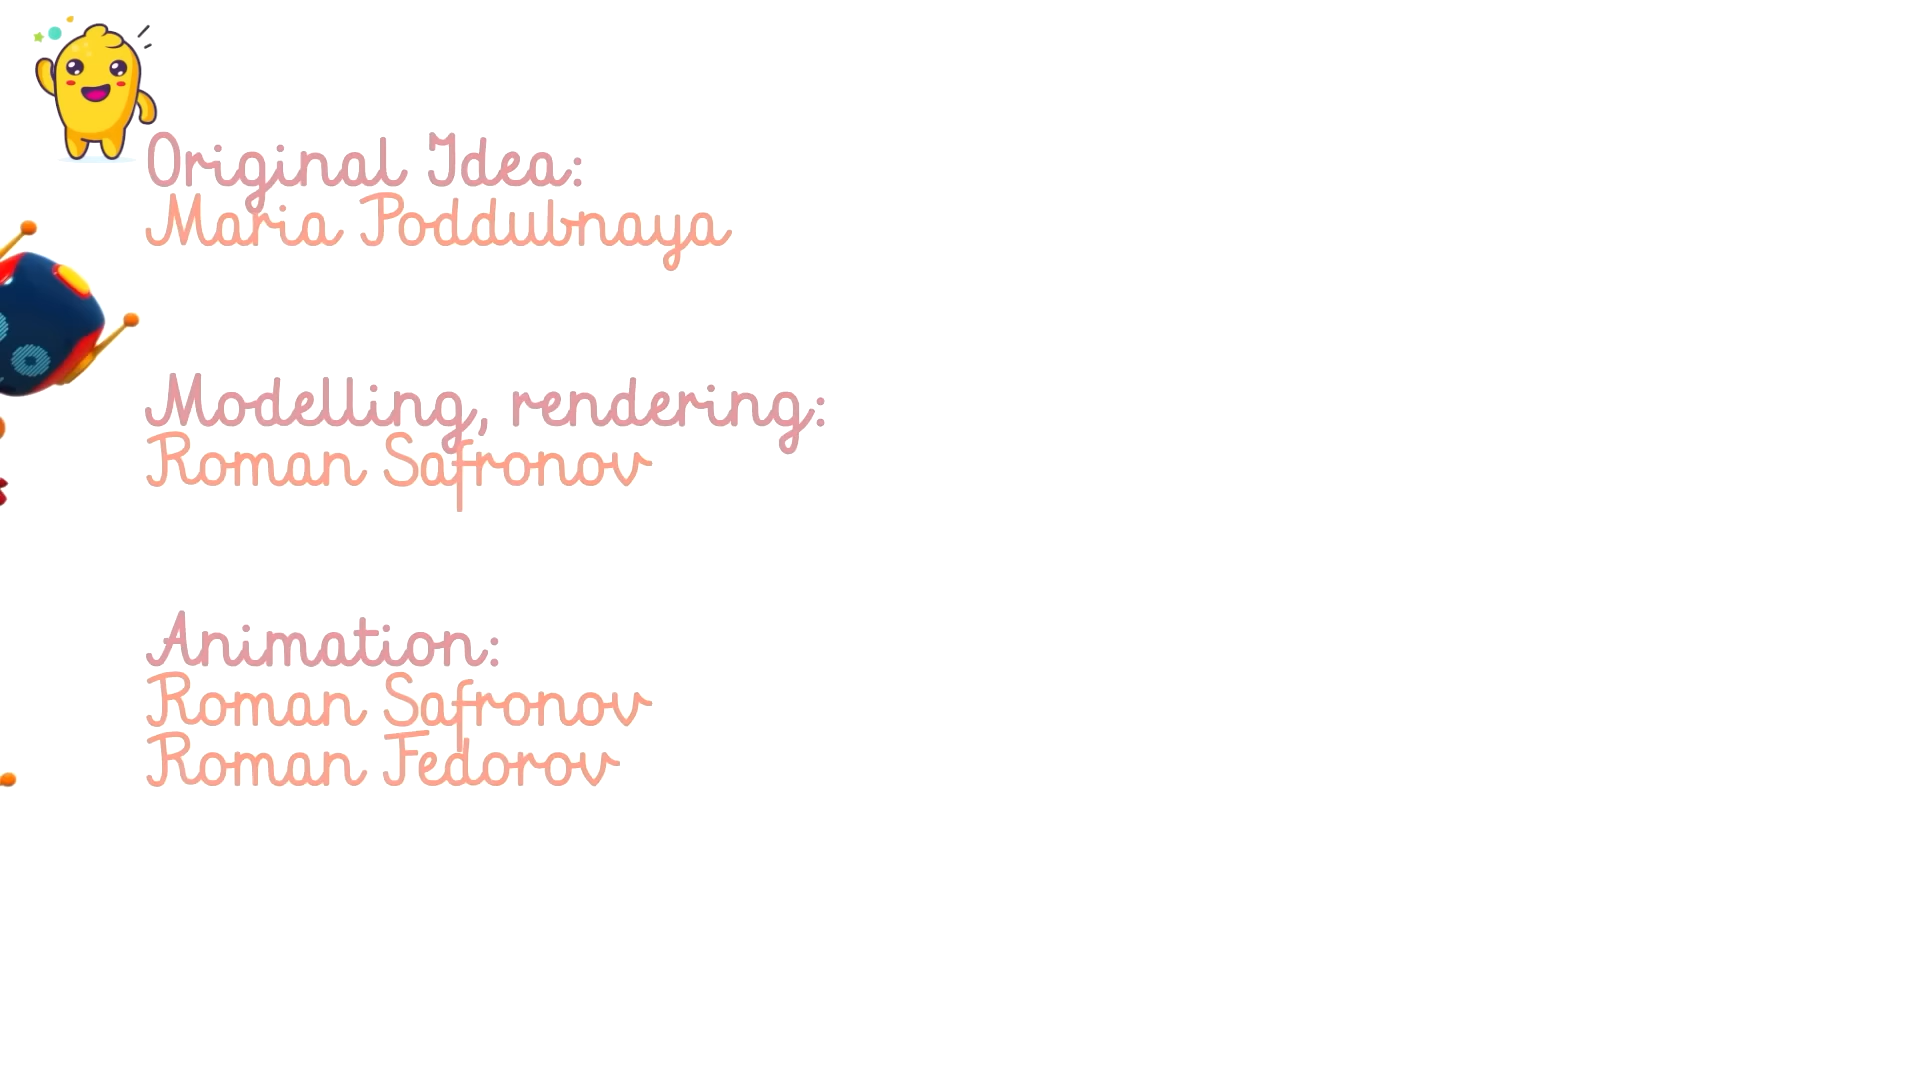 Original Idea:
Maria Poddubnaya
Modelling, rendering:
Roman Safronov
Animation:
Roman Safronov
Roman Fedorov